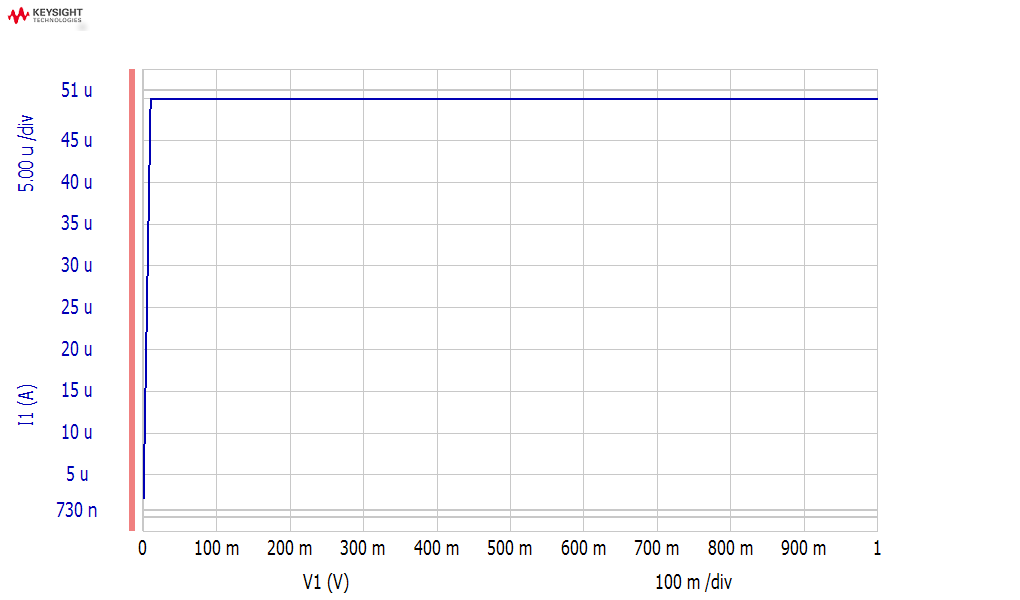 KEYSIGHT
TECHNOLOGIES
51 u
45 u
40 u
35 u
30 u
25 u
20 u
15 u
10 u
5 u
730 n
5.00 u /div
I1 (A)
0 100 m 200 m 300 m 400 m 500 m 600 m 700 m 800 m 900 m 1
V1 (V) 100 m /div